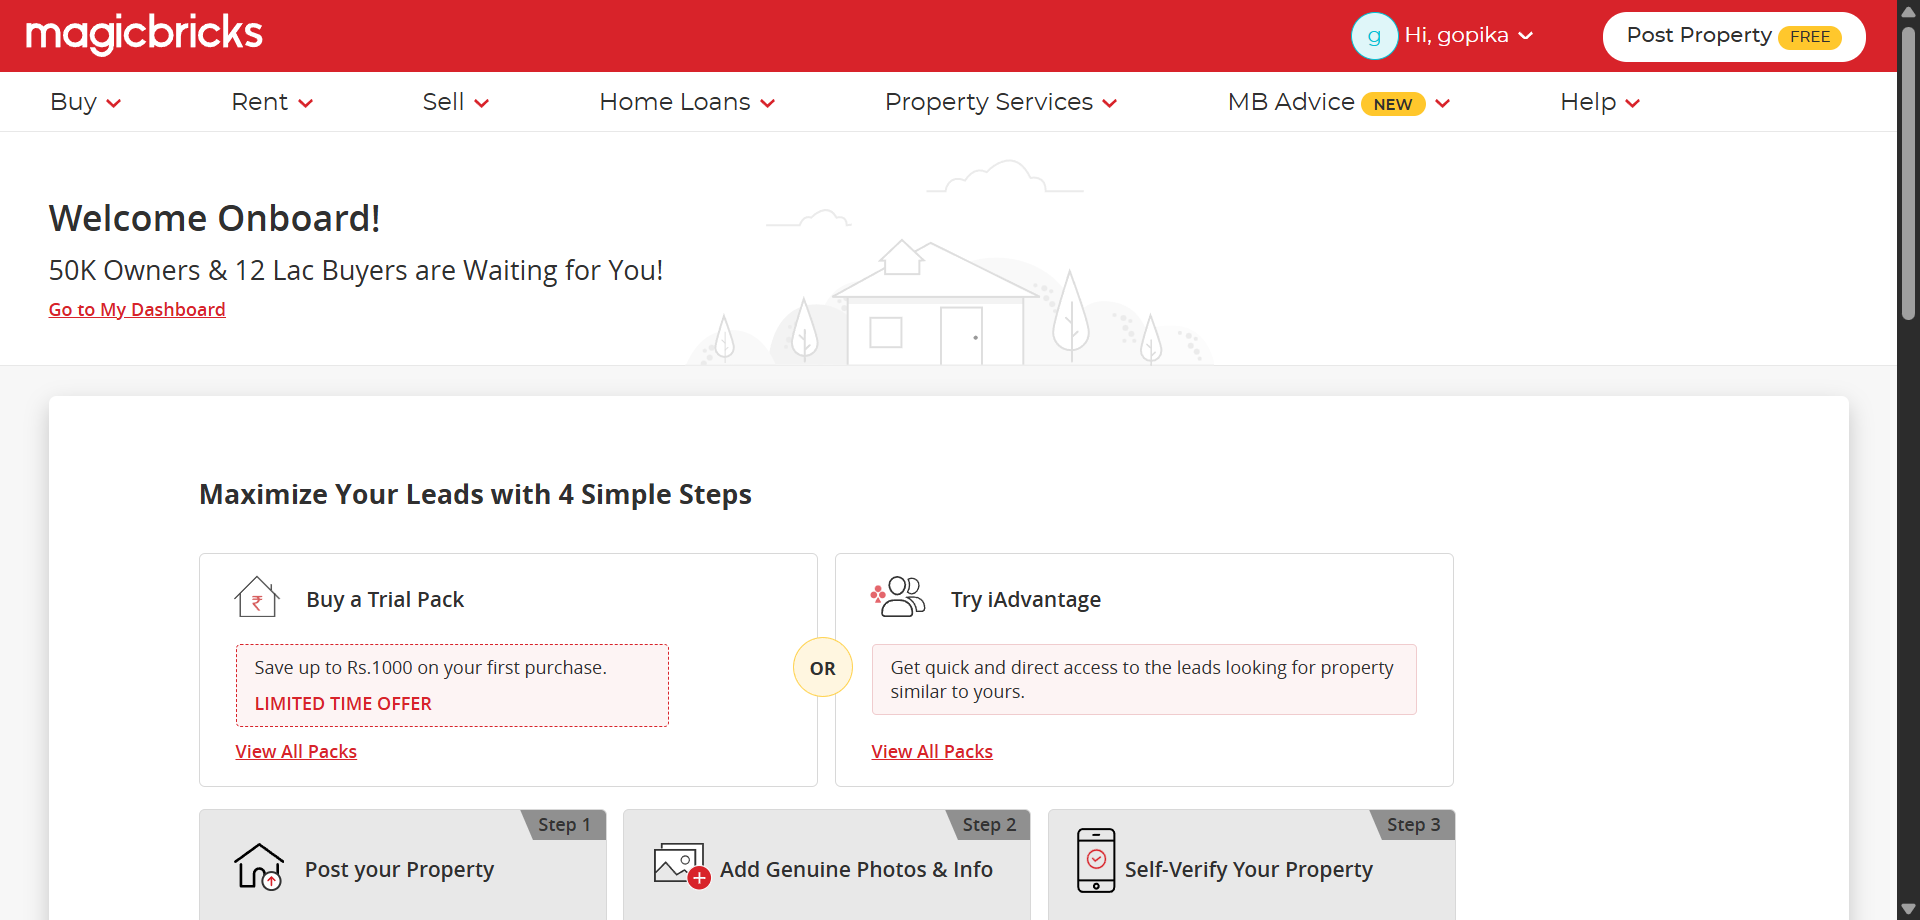 magicbricks
g Hi, gopika
Post Property FREE
Buy
Rent
Sell
Home Loans
Property Services
MB Advice NEW
Help
Welcome Onboard!
50K Owners & 12 Lac Buyers are Waiting for You!
Go to My Dashboard
Maximize Your Leads with 4 Simple Steps
₹
Buy a Trial Pack
Save up to Rs.1000 on your first purchase.
LIMITED TIME OFFER
View All Packs
OR
Try iAdvantage
Get quick and direct access to the leads looking for property
similar to yours.
View All Packs
Step 1
Post your Property
Step 2
Add Genuine Photos & Info
Step 3
Self-Verify Your Property